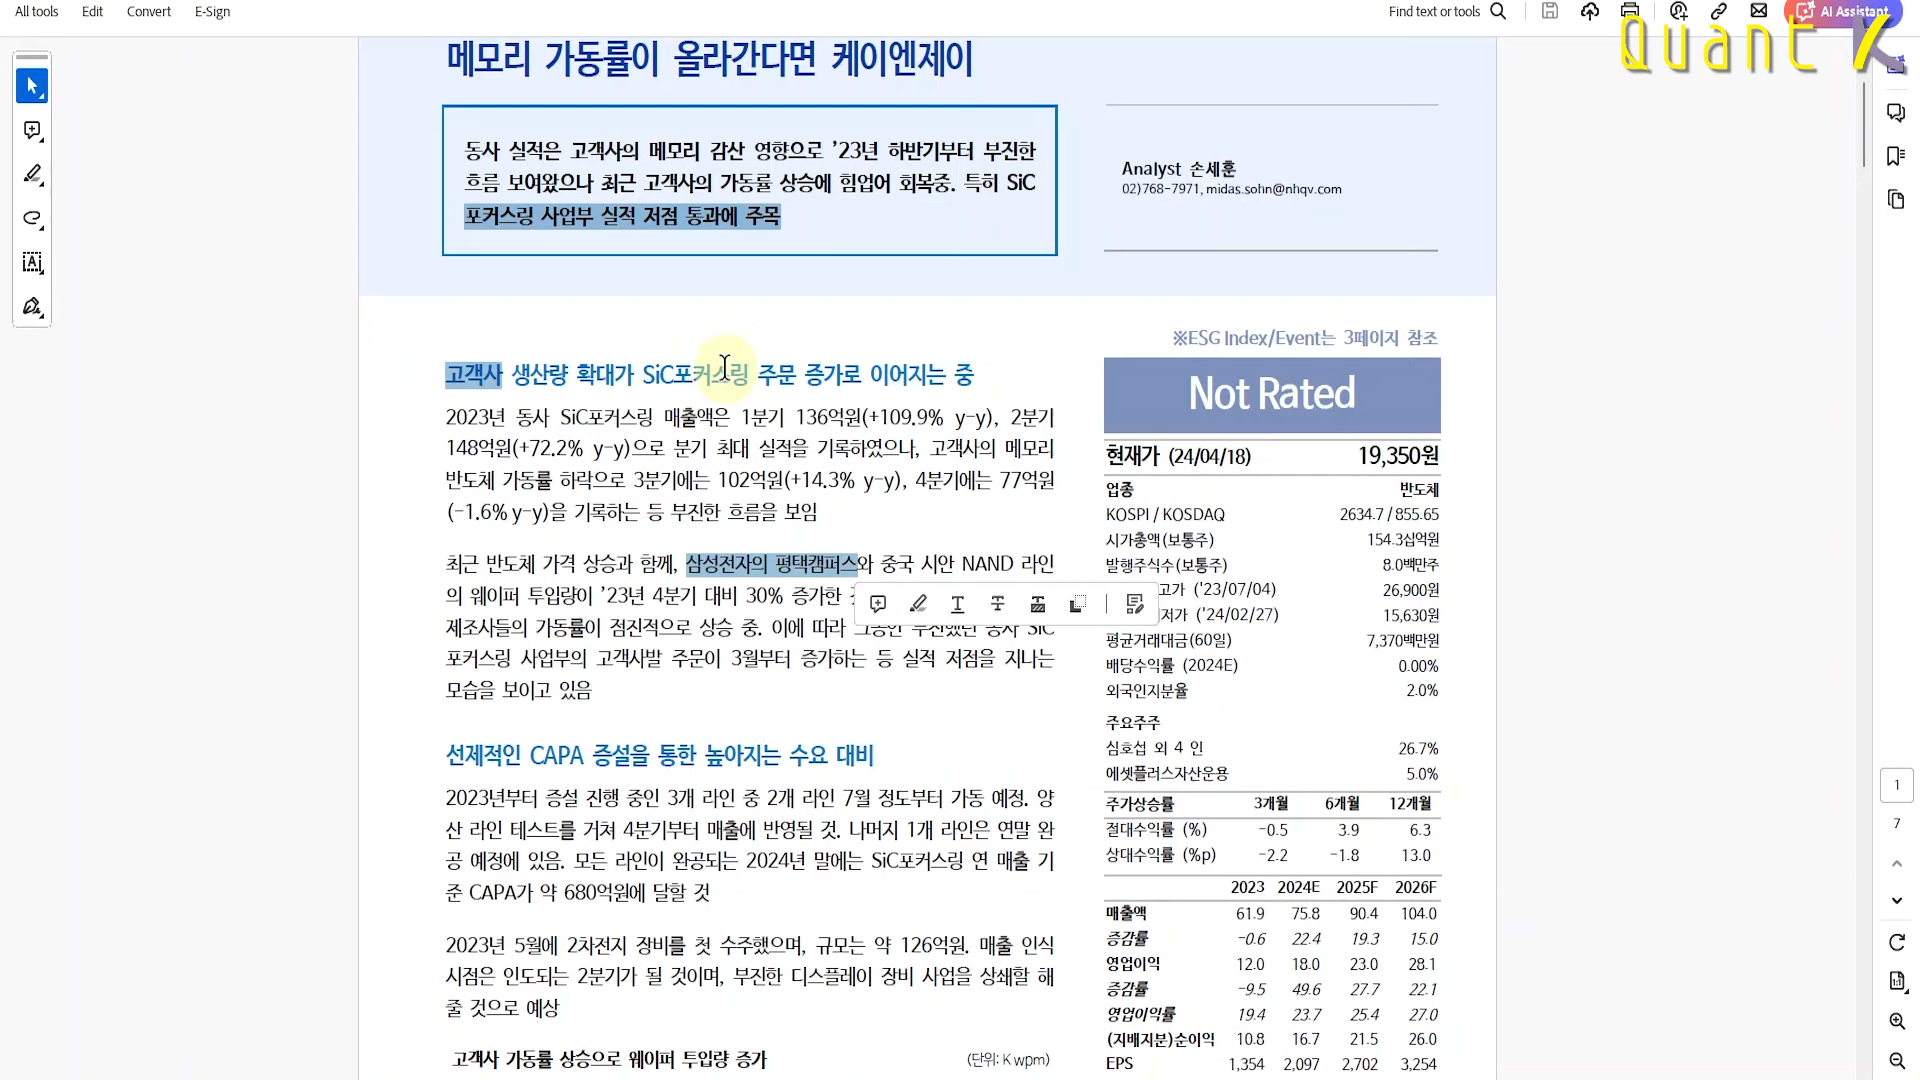 All tools Edit Convert E-Sign
Find text or tools
AI Assistant
Quant K
메모리 가동률이 올라간다면 케이엔제이
동사 실적은 고객사의 메모리 감산 영향으로 ’23년 하반기부터 부진한
흐름 보여왔으나 최근 고객사의 가동률 상승에 힘업어 회복중. 특히 SiC
포커스링 사업부 실적 저점 통과에 주목
Analyst 손세훈
02)768-7971, midas.sohn@nhqv.com
고객사 생산량 확대가 SiC포커스링 주문 증가로 이어지는 중
2023년 동사 SiC포커스링 매출액은 1분기 136억원(+109.9% y-y), 2분기
148억원(+72.2% y-y)으로 분기 최대 실적을 기록하였으나, 고객사의 메모리
반도체 가동률 하락으로 3분기에는 102억원(+14.3% y-y), 4분기에는 77억원
(-1.6% y-y)을 기록하는 등 부진한 흐름을 보임
최근 반도체 가격 상승과 함께, 삼성전자의 평택캠퍼스와 중국 시안 NAND 라인
의 웨이퍼 투입량이 ’23년 4분기 대비 30% 증가한
제조사들의 가동률이 점진적으로 상승 중. 이에 따라 그동안 부진했던 동사 SiC
포커스링 사업부의 고객사발 주문이 3월부터 증가하는 등 실적 저점을 지나는
모습을 보이고 있음
선제적인 CAPA 증설을 통한 높아지는 수요 대비
2023년부터 증설 진행 중인 3개 라인 중 2개 라인 7월 정도부터 가동 예정. 양
산 라인 테스트를 거쳐 4분기부터 매출에 반영될 것. 나머지 1개 라인은 연말 완
공 예정에 있음. 모든 라인이 완공되는 2024년 말에는 SiC포커스링 연 매출 기
준 CAPA가 약 680억원에 달할 것
2023년 5월에 2차전지 장비를 첫 수주했으며, 규모는 약 126억원. 매출 인식
시점은 인도되는 2분기가 될 것이며, 부진한 디스플레이 장비 사업을 상쇄할 해
줄 것으로 예상
고객사 가동률 상승으로 웨이퍼 투입량 증가 (단위: K wpm)
※ESG Index/Event는 3페이지 참조
Not Rated
현재가 (24/04/18) 19,350원
업종 반도체
KOSPI / KOSDAQ 2634.7 / 855.65
시가총액(보통주) 154.3십억원
발행주식수(보통주) 8.0백만주
고가 ('23/07/04) 26,900원
저가 ('24/02/27) 15,630원
평균거래대금(60일) 7,370백만원
배당수익률 (2024E) 0.00%
외국인지분율 2.0%
주요주주
심호섭 외 4 인 26.7%
에셋플러스자산운용 5.0%
주가상승률 3개월 6개월 12개월
절대수익률 (%) -0.5 3.9 6.3
상대수익률 (%p) -2.2 -1.8 13.0
2023 2024E 2025F 2026F
매출액 61.9 75.8 90.4 104.0
증감률 -0.6 22.4 19.3 15.0
영업이익 12.0 18.0 23.0 28.1
증감률 -9.5 49.6 27.7 22.1
영업이익률 19.4 23.7 25.4 27.0
(지배지분)순이익 10.8 16.7 21.5 26.0
EPS 1,354 2,097 2,702 3,254
1
7